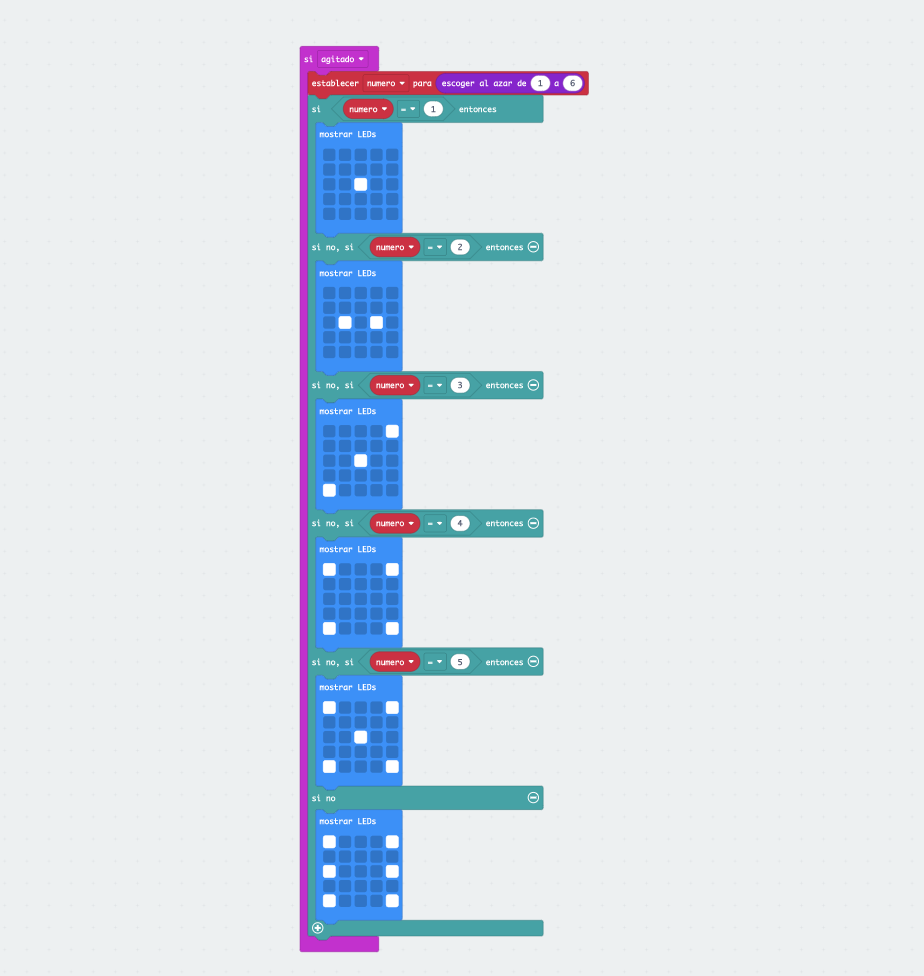 si agitado
establecer numero para escoger al azar de 1 a 6
si numero = 1 entonces
mostrar LEDs
si no, si numero = 2 entonces
mostrar LEDs
si no, si numero = 3 entonces
mostrar LEDs
si no, si numero = 4 entonces
mostrar LEDs
si no, si numero = 5 entonces
mostrar LEDs
si no
mostrar LEDs